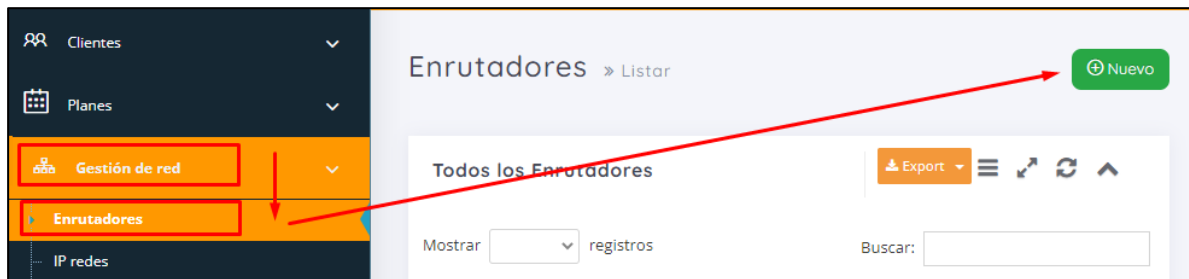 Clientes
Planes
Gestión de red
Enrutadores
IP redes
Enrutadores » Listar
Nuevo
Todos los Enrutadores
Export
Mostrar registros
Buscar: